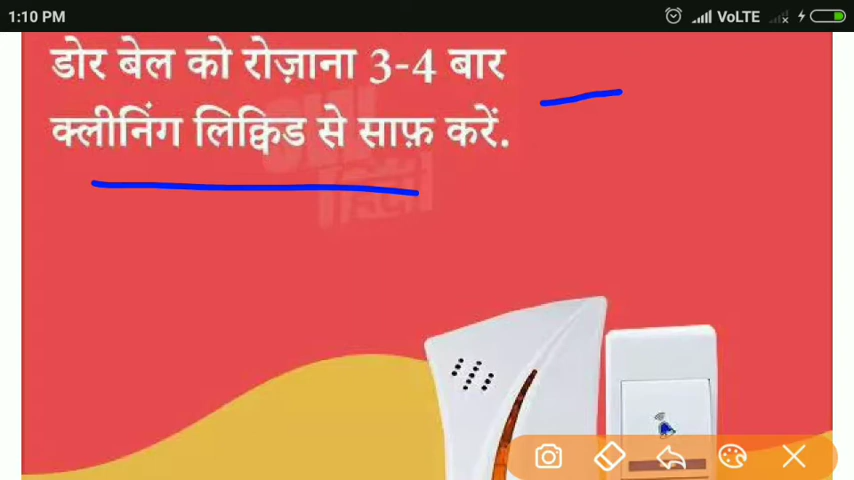 1:10 PM
VoLTE
डोर बेल को रोज़ाना 3-4 बार
क्लीनिंग लिक्विड से साफ़ करें.